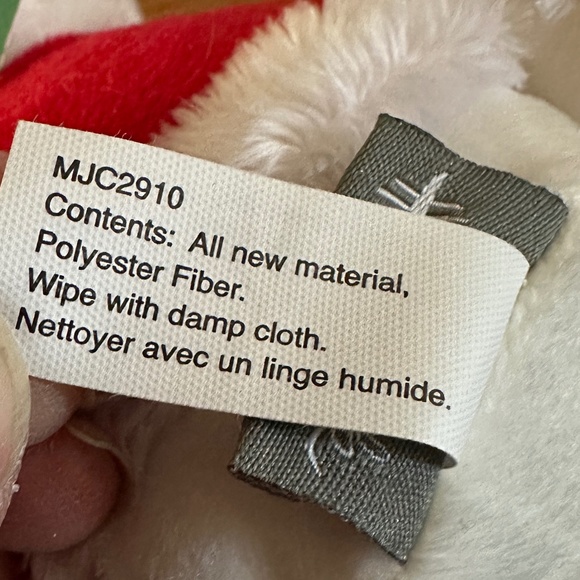 MJC2910
Contents: All new material,
Polyester Fiber.
Wipe with damp cloth.
Nettoyer avec un linge humide.